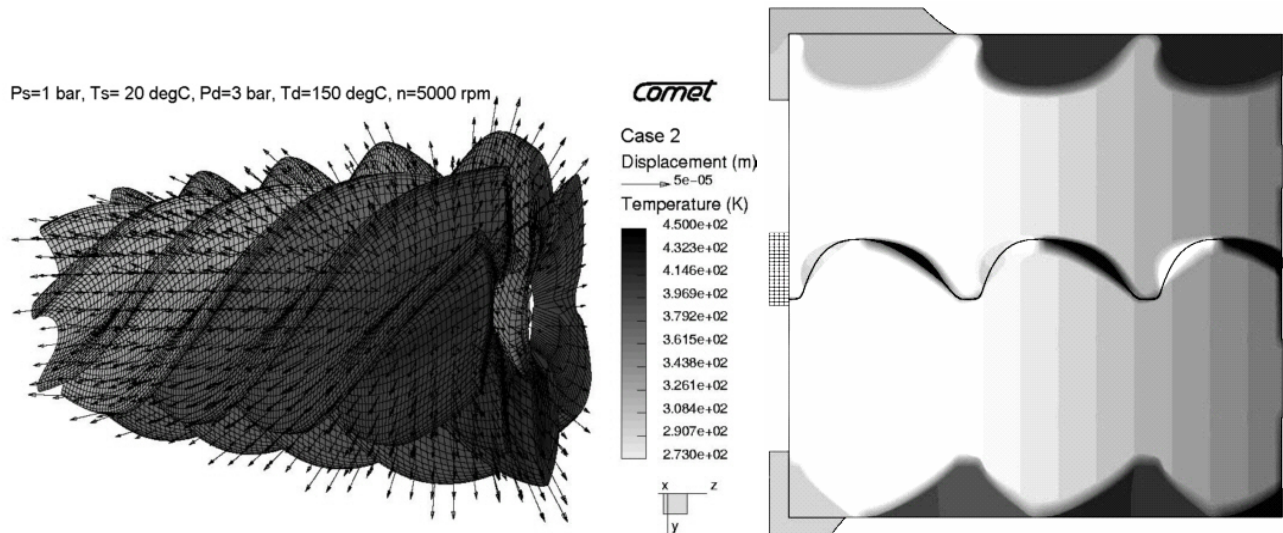 Ps=1 bar, Ts= 20 degC, Pd=3 bar, Td=150 degC, n=5000 rpm
comet
Case 2
Displacement (m)
5e-05
Temperature (K)
4.500e+02
4.323e+02
4.146e+02
3.969e+02
3.792e+02
3.615e+02
3.438e+02
3.261e+02
3.084e+02
2.907e+02
2.730e+02
x z
y